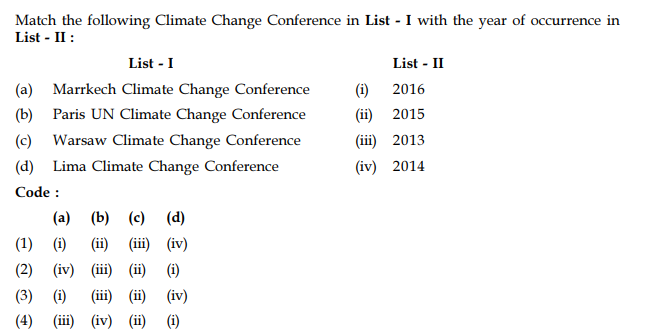 Match the following Climate Change Conference in List - I with the year of occurrence in
List - II :
List - I List - II
(a) Marrkech Climate Change Conference (i) 2016
(b) Paris UN Climate Change Conference (ii) 2015
(c) Warsaw Climate Change Conference (iii) 2013
(d) Lima Climate Change Conference (iv) 2014
Code :
(a) (b) (c) (d)
(1) (i) (ii) (iii) (iv)
(2) (iv) (iii) (ii) (i)
(3) (i) (iii) (ii) (iv)
(4) (iii) (iv) (ii) (i)